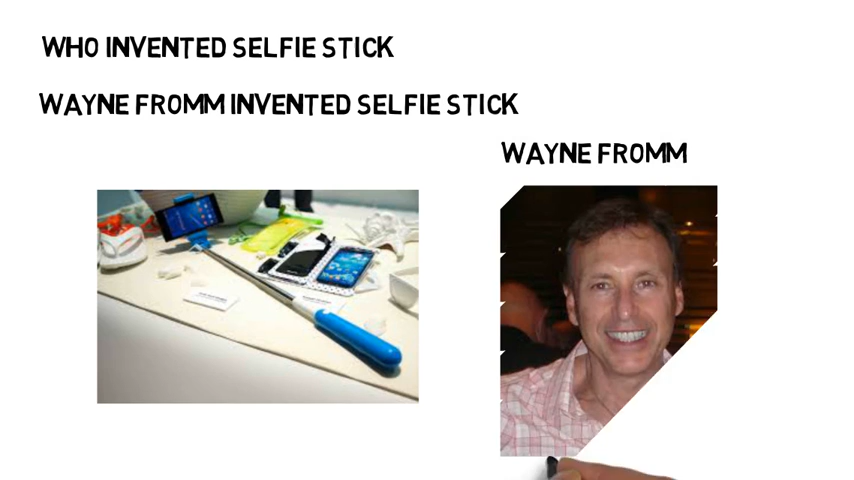 WHO INVENTED SELFIE STICK
WAYNE FROMM INVENTED SELFIE STICK
WAYNE FROMM